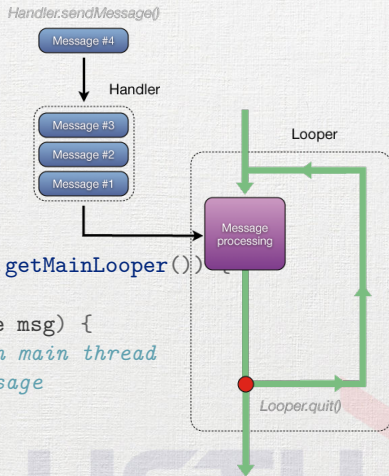 Handler.sendMessage()
Message #4
Handler
Message #3
Message #2
Message #1
Looper
Message
processing
getMainLooper()) {
msg) {
main thread
Looper.quit()